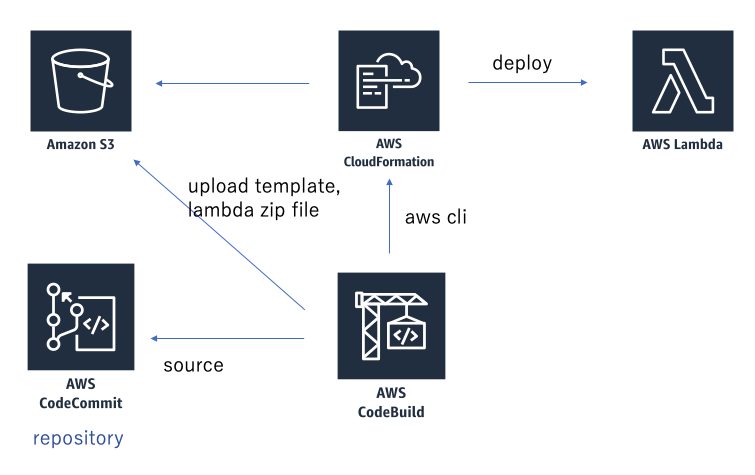 deploy
Amazon S3
AWS
CloudFormation
AWS Lambda
upload template,
lambda zip file
aws cli
</>
</>
source
AWS
CodeCommit
AWS
CodeBuild
repository